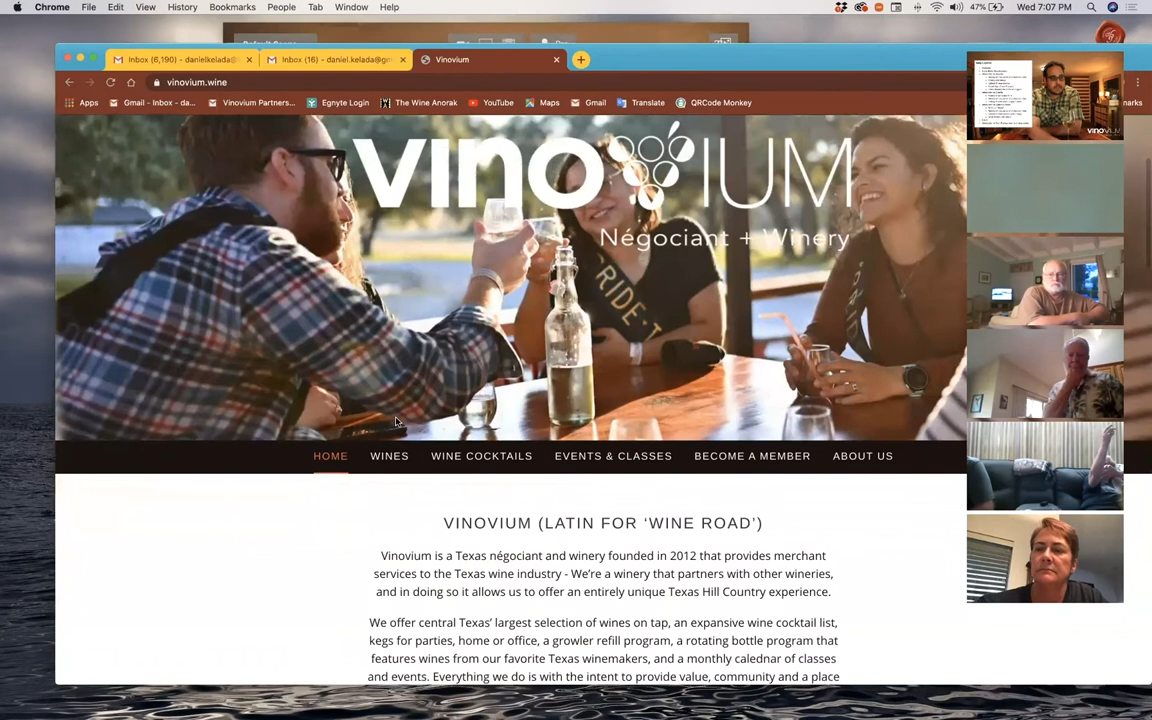 Chrome File Edit View History Bookmarks People Tab Window Help
47% Wed 7:07 PM
Inbox (6,190) - danielkelada@
Inbox (16) - daniel.kelada@g
Vinovium
vinovium.wine
Apps Gmail - Inbox - da... Vinovium Partners... Egnyte Login The Wine Anorak YouTube Maps Gmail Translate QRCode Monkey
vinovium
Négociant + Winery
RIDE
HOME WINES WINE COCKTAILS EVENTS & CLASSES BECOME A MEMBER ABOUT US
VINOVIUM (LATIN FOR ‘WINE ROAD’)
Vinovium is a Texas négociant and winery founded in 2012 that provides merchant
services to the Texas wine industry - We’re a winery that partners with other wineries,
and in doing so it allows us to offer an entirely unique Texas Hill Country experience.
We offer central Texas’ largest selection of wines on tap, an expansive wine cocktail list,
kegs for parties, home or office, a growler refill program, a rotating bottle program that
features wines from our favorite Texas winemakers, and a monthly calednar of classes
and events. Everything we do is with the intent to provide value, community and a place